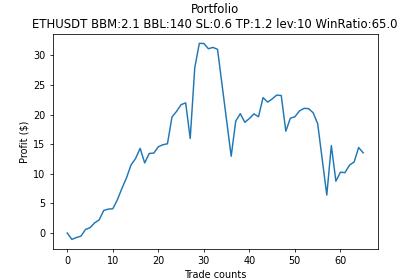 Portfolio
ETHUSDT BBM:2.1 BBL:140 SL:0.6 TP:1.2 lev:10 WinRatio:65.0
30
25
20
15
10
5
0
Profit ($)
0 10 20 30 40 50 60
Trade counts